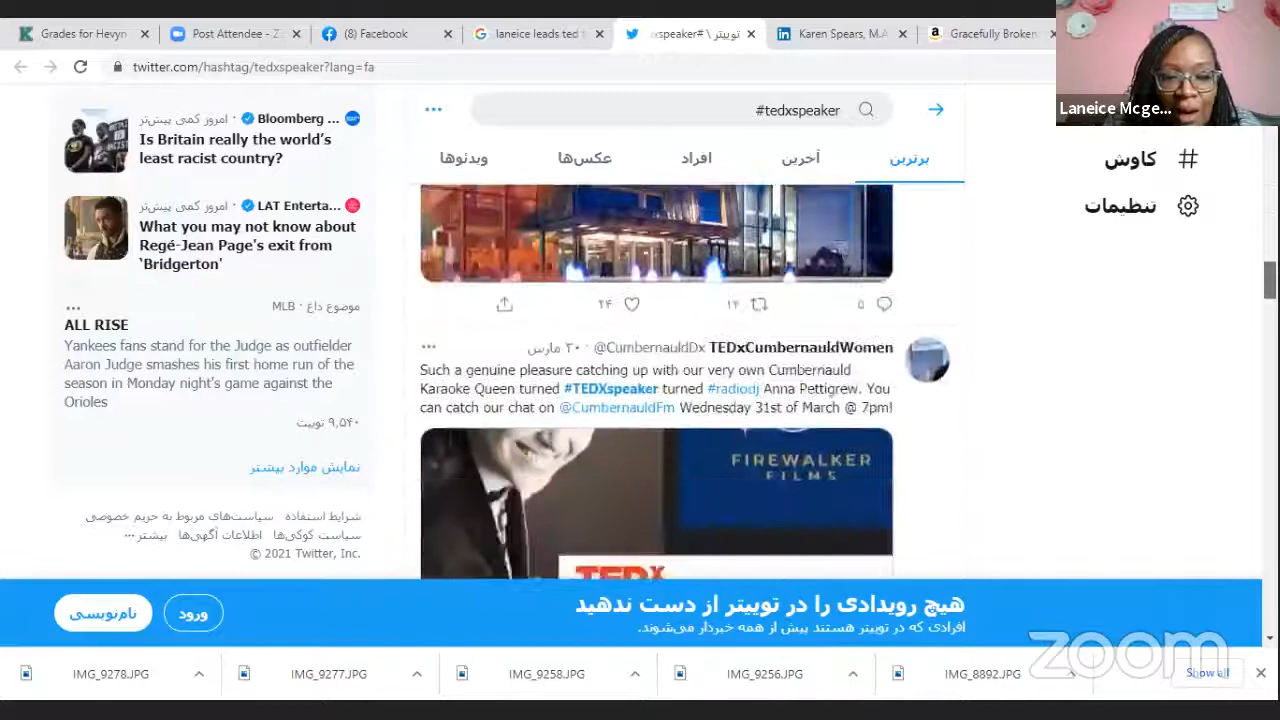 Grades for Hevyn
Post Attendee - Z
(8) Facebook
laneice leads ted
توییتر \ #xspeaker
Karen Spears, M.A
Gracefully Broken
twitter.com/hashtag/tedxspeaker?lang=fa
Laneice Mcge...
#tedxspeaker
برترین
آخرین
افراد
عکس‌ها
ویدئوها
کاوش
تنظیمات
Bloomberg ... · امروز کمی پیش‌تر
Is Britain really the world’s
least racist country?
LAT Enterta... · امروز کمی پیش‌تر
What you may not know about
Regé-Jean Page's exit from
'Bridgerton'
MLB · موضوع داغ
ALL RISE
Yankees fans stand for the Judge as outfielder
Aaron Judge smashes his first home run of the
season in Monday night's game against the
Orioles
۹,۵۴۰ توییت
نمایش موارد بیشتر
شرایط استفاده سیاست‌های مربوط به حریم خصوصی
سیاست کوکی‌ها اطلاعات آگهی‌ها بیشتر ···
© 2021 Twitter, Inc.
۵ ۱۴ ۲۴
TEDxCumbernauldWomen @CumbernauldDx · ۳۰ مارس
Such a genuine pleasure catching up with our very own Cumbernauld
Karaoke Queen turned #TEDXspeaker turned #radiodj Anna Pettigrew. You
can catch our chat on @CumbernauldFm Wednesday 31st of March @ 7pm!
FIREWALKER
FILMS
TEDx
هیچ رویدادی را در توییتر از دست ندهید
افرادی که در توییتر هستند پیش از همه خبردار می‌شوند.
ورود
نام‌نویسی
zoom
IMG_9278.JPG
IMG_9277.JPG
IMG_9258.JPG
IMG_9256.JPG
IMG_8892.JPG
Show all